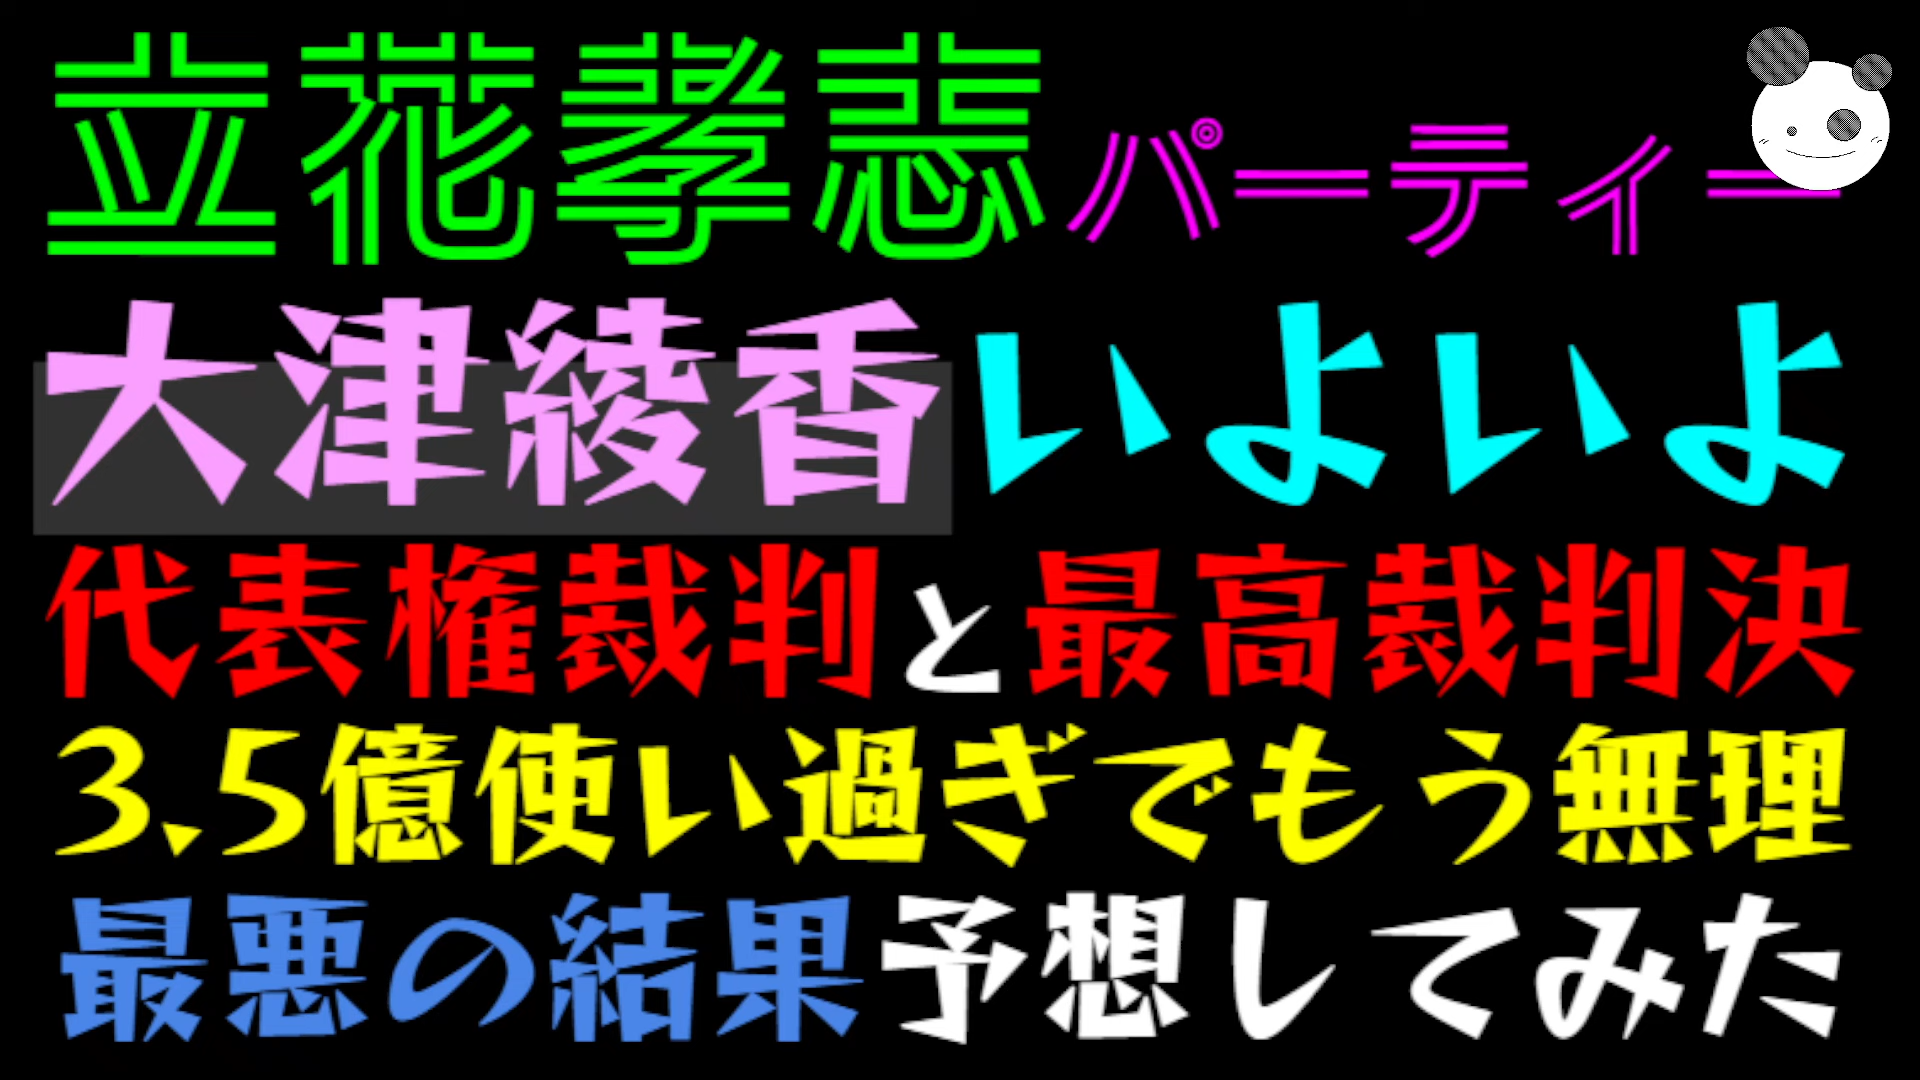 立花孝志パーティー
大津綾香いよいよ
代表権裁判と最高裁判決
3.5億使い過ぎでもう無理
最悪の結果予想してみた